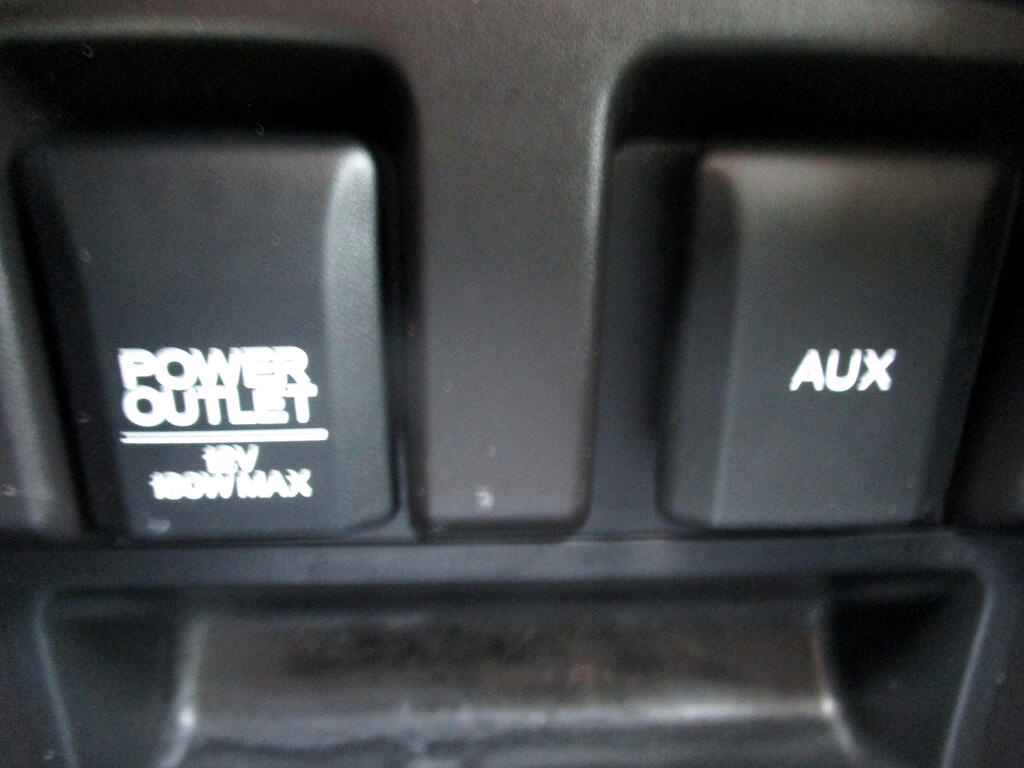 POWER
OUTLET
12V
180W MAX
AUX